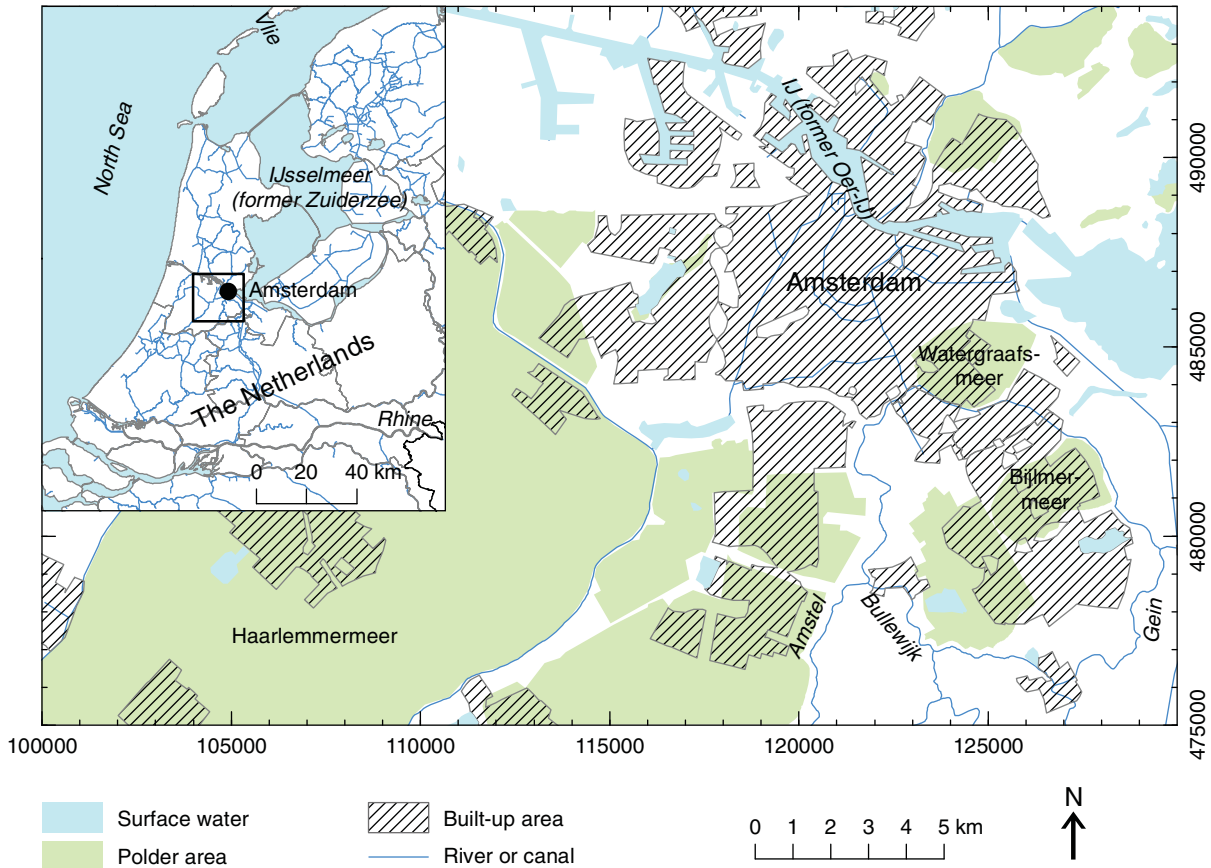 Vlie
North Sea
IJsselmeer
(former Zuiderzee)
Amsterdam
The Netherlands
Rhine
0 20 40 km
IJ (former Oer-IJ)
Amsterdam
Watergraafs-
meer
Bijlmer-
meer
Haarlemmermeer
Amstel
Bullewijk
Gein
490000
485000
480000
475000
100000 105000 110000 115000 120000 125000
Surface water
Polder area
Built-up area
River or canal
0 1 2 3 4 5 km
N